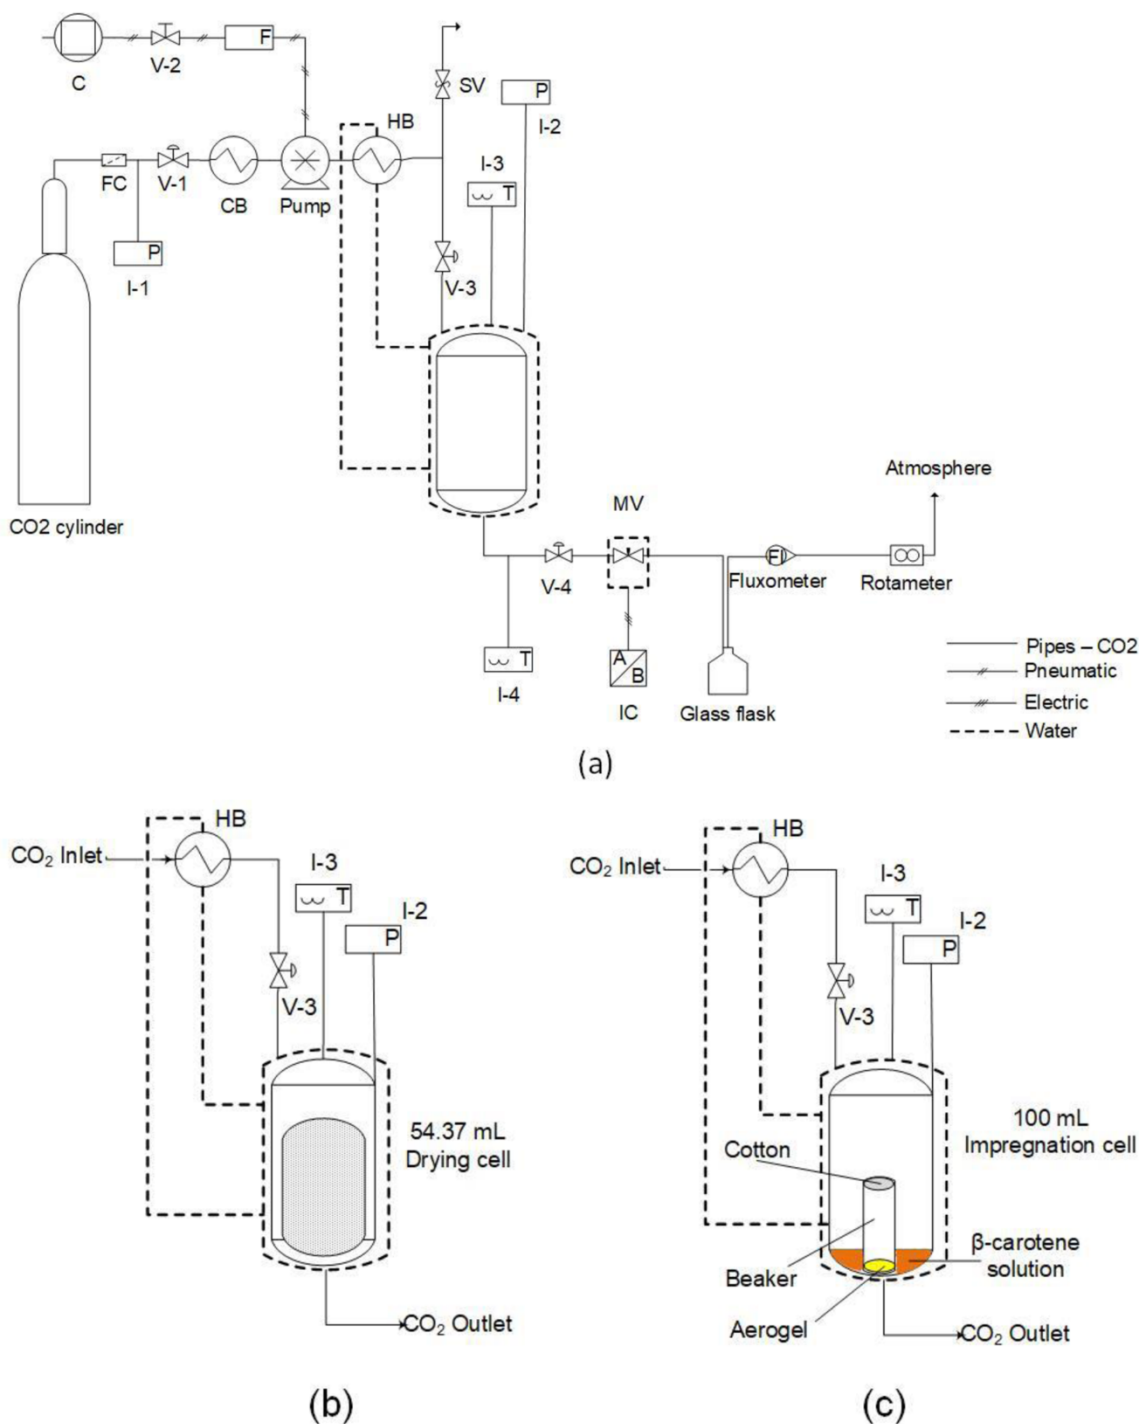 C
V-2
F
SV
P
I-2
HB
I-3
T
FC
V-1
CB
Pump
P
I-1
V-3
CO2 cylinder
Atmosphere
MV
FI
Fluxometer
Rotameter
V-4
T
I-4
A
B
IC
Glass flask
Pipes – CO2
Pneumatic
Electric
Water
(a)
HB
CO₂ Inlet
I-3
T
I-2
P
V-3
54.37 mL
Drying cell
CO₂ Outlet
(b)
HB
CO₂ Inlet
I-3
T
I-2
P
V-3
100 mL
Impregnation cell
Cotton
Beaker
β-carotene
solution
Aerogel
CO₂ Outlet
(c)